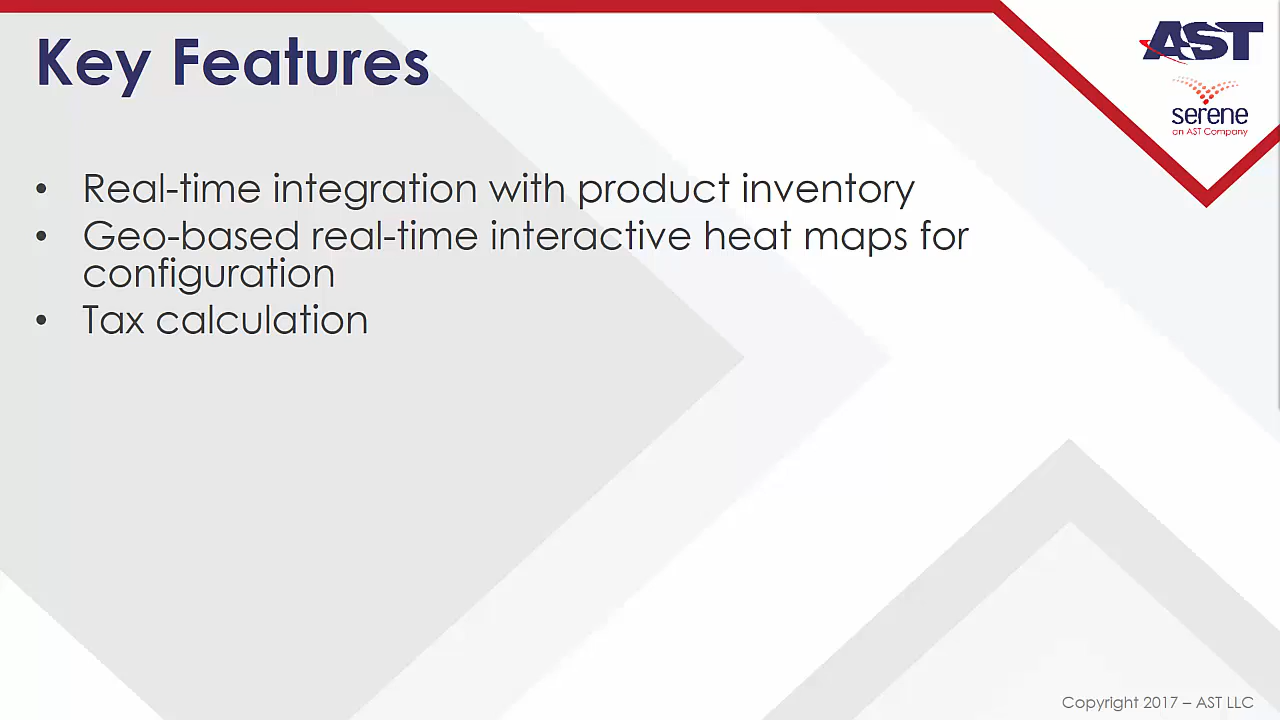 Key Features
AST
serene
an AST Company
• Real-time integration with product inventory
• Geo-based real-time interactive heat maps for
configuration
• Tax calculation
Copyright 2017 – AST LLC